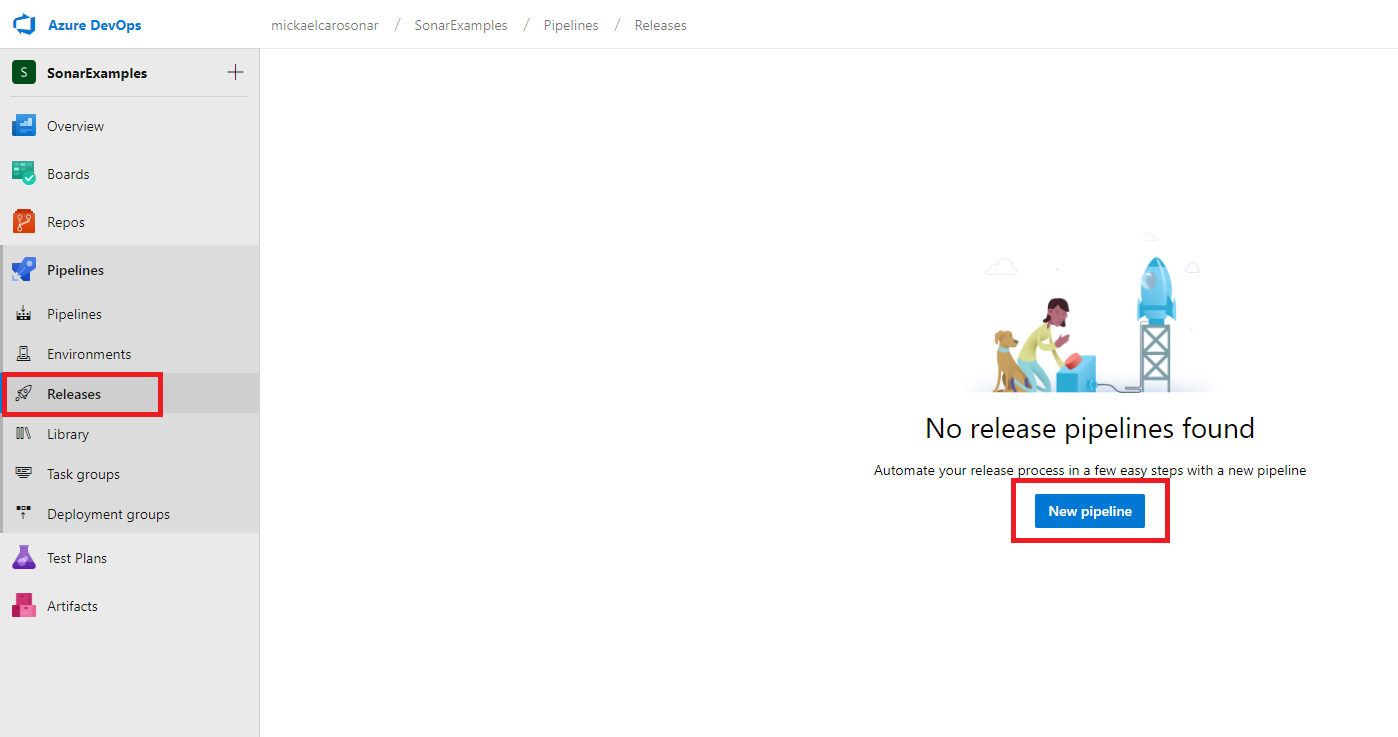 Azure DevOps
mickaelcarosonar / SonarExamples / Pipelines / Releases
S SonarExamples
Overview
Boards
Repos
Pipelines
Pipelines
Environments
Releases
Library
Task groups
Deployment groups
Test Plans
Artifacts
No release pipelines found
Automate your release process in a few easy steps with a new pipeline
New pipeline